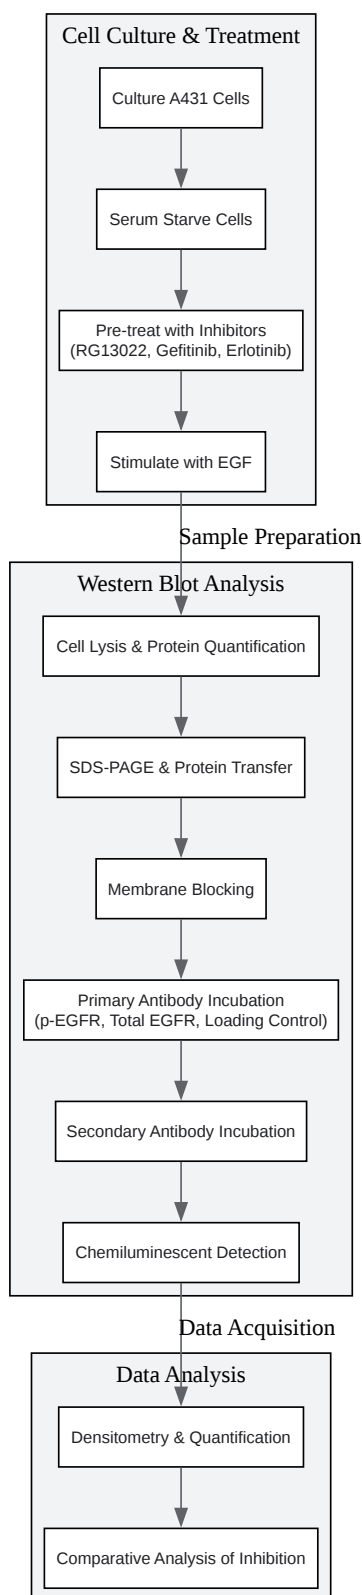 Cell Culture & Treatment
Culture A431 Cells
Serum Starve Cells
Pre-treat with Inhibitors
(RG13022, Gefitinib, Erlotinib)
Stimulate with EGF
Sample Preparation
Western Blot Analysis
Cell Lysis & Protein Quantification
SDS-PAGE & Protein Transfer
Membrane Blocking
Primary Antibody Incubation
(p-EGFR, Total EGFR, Loading Control)
Secondary Antibody Incubation
Chemiluminescent Detection
Data Acquisition
Data Analysis
Densitometry & Quantification
Comparative Analysis of Inhibition